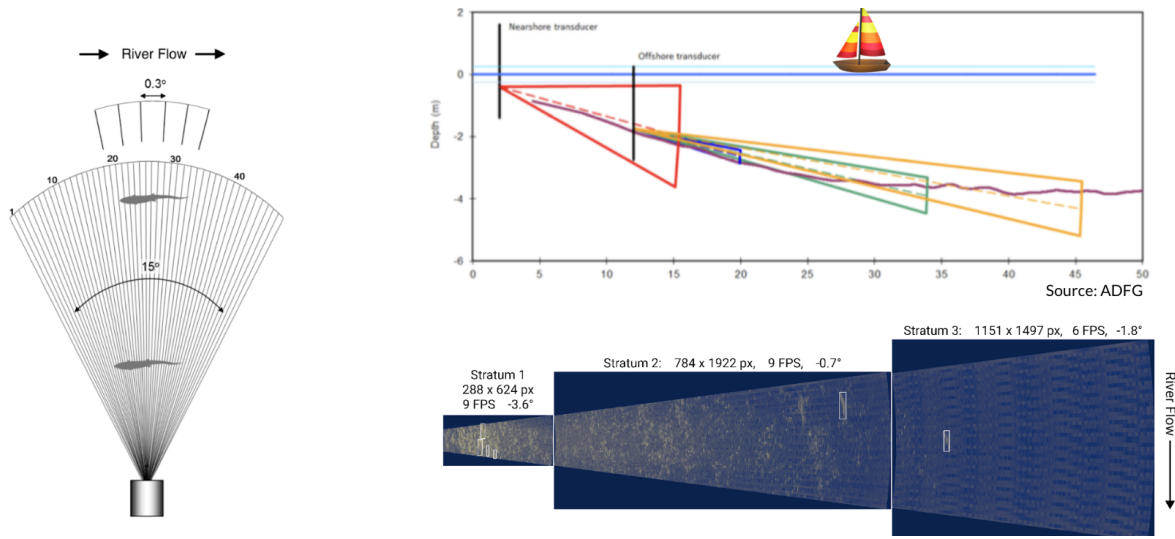 River Flow
0.3°
1
10
20
30
40
15°
2
0
-2
-4
-6
Depth (m)
Nearshore transducer
Offshore transducer
0
5
10
15
20
25
30
35
40
45
50
Source: ADFG
Stratum 1
288 x 624 px
9 FPS -3.6°
Stratum 2: 784 x 1922 px, 9 FPS, -0.7°
Stratum 3: 1151 x 1497 px, 6 FPS, -1.8°
River Flow